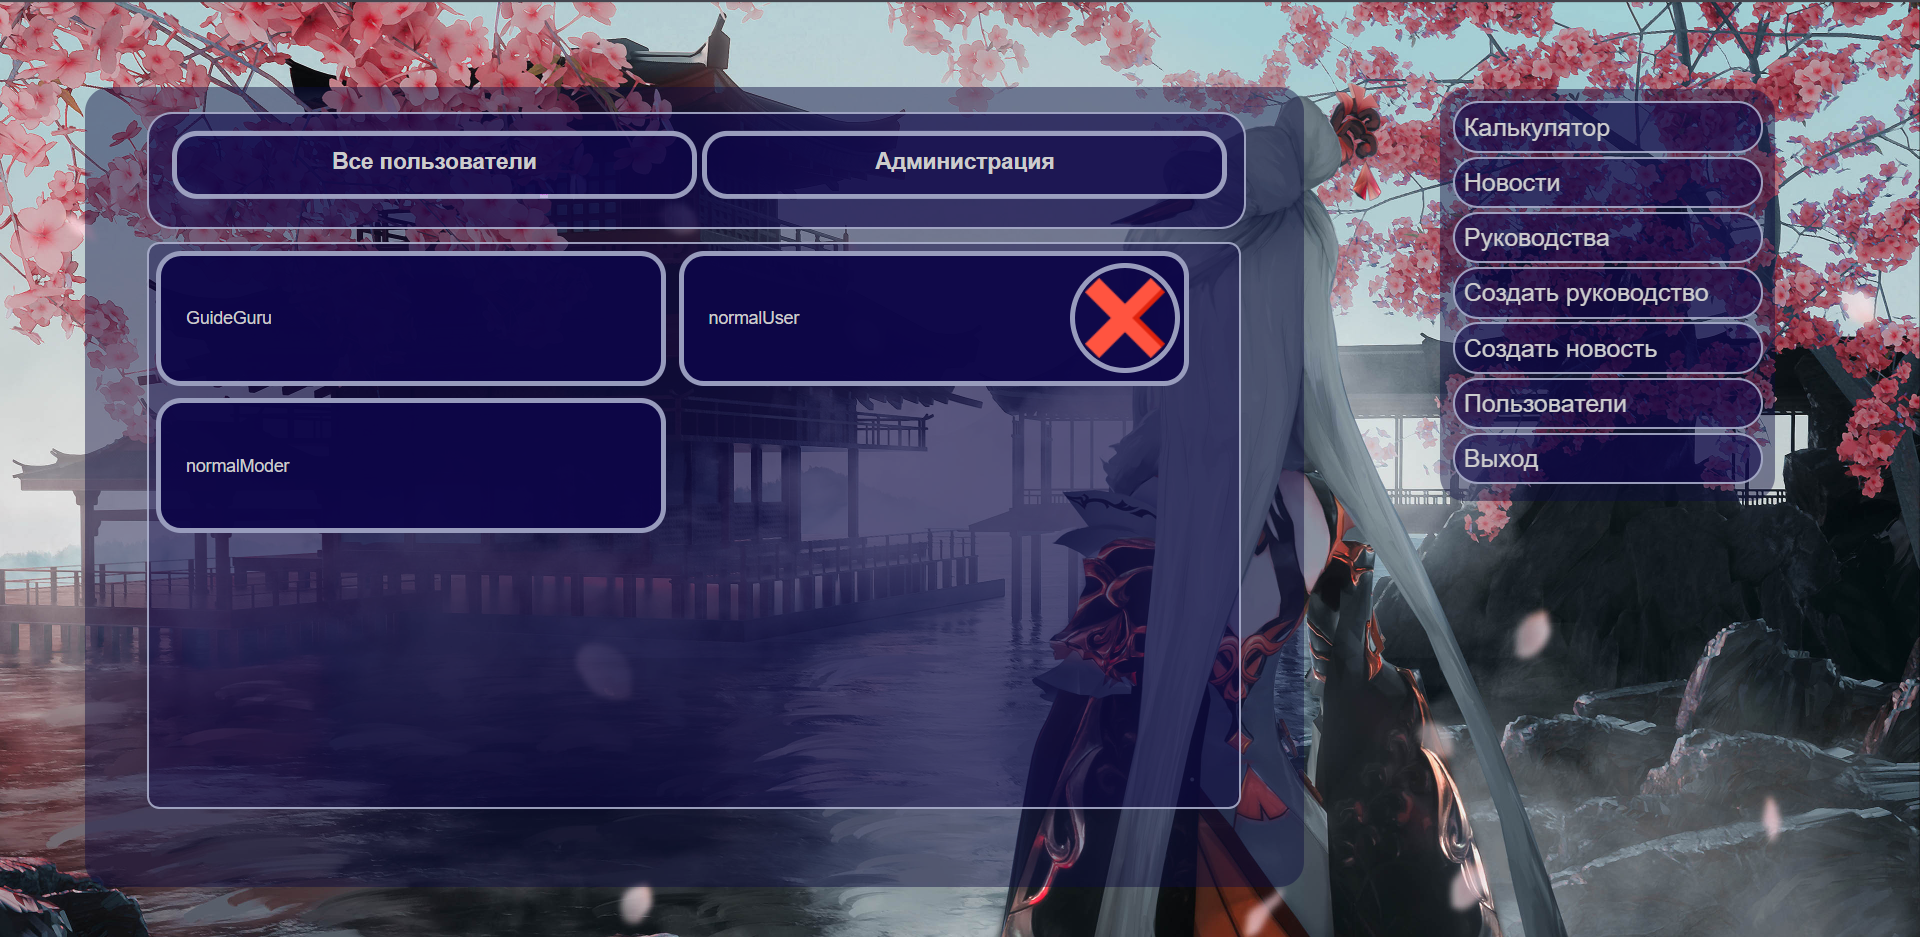 Все пользователи
Администрация
GuideGuru
normalUser
normalModer
Калькулятор
Новости
Руководства
Создать руководство
Создать новость
Пользователи
Выход